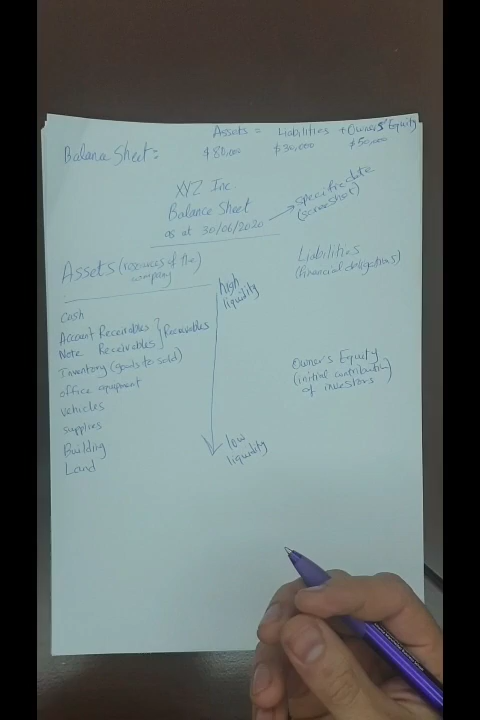 Assets = Liabilities + Owners' Equity
Balance Sheet:
$80,000 $30,000 $50,000
XYZ Inc
Balance Sheet
as at 30/06/2020
specific date
(screenshot)
Assets (resources of the
company)
Liabilities
(financial obligations)
high
liquidity
Cash
Account Receivables
Note Receivables
Receivables
Inventory (goods to sold)
office equipment
vehicles
supplies
Building
Land
Owner's Equity
(initial contribution
of investors)
low
liquidity